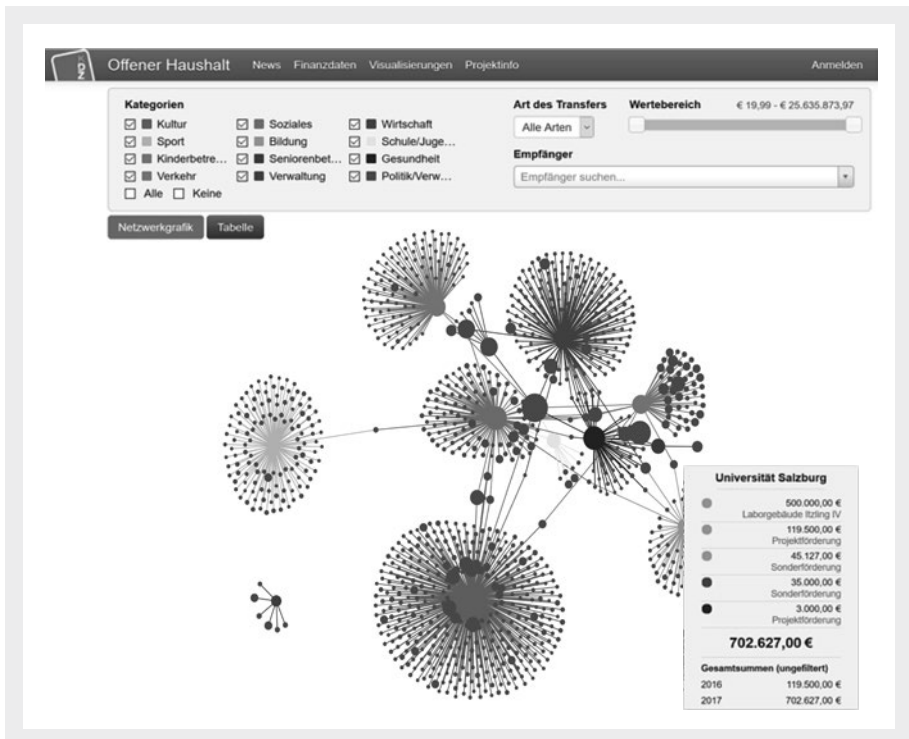 NDX
Offener Haushalt News Finanzdaten Visualisierungen Projektinfo Anmelden
Kategorien
Kultur Soziales Wirtschaft
Sport Bildung Schule/Juge...
Kinderbetre... Seniorenbet... Gesundheit
Verkehr Verwaltung Politik/Verw...
Alle Keine
Art des Transfers
Alle Arten
Wertebereich € 19,99 - € 25.635.873,97
Empfänger
Empfänger suchen...
Netzwerkgrafik Tabelle
Universität Salzburg
500.000,00 €
Laborgebäude Itzling IV
119.500,00 €
Projektförderung
45.127,00 €
Sonderförderung
35.000,00 €
Sonderförderung
3.000,00 €
Projektförderung
702.627,00 €
Gesamtsummen (ungefiltert)
2016 119.500,00 €
2017 702.627,00 €